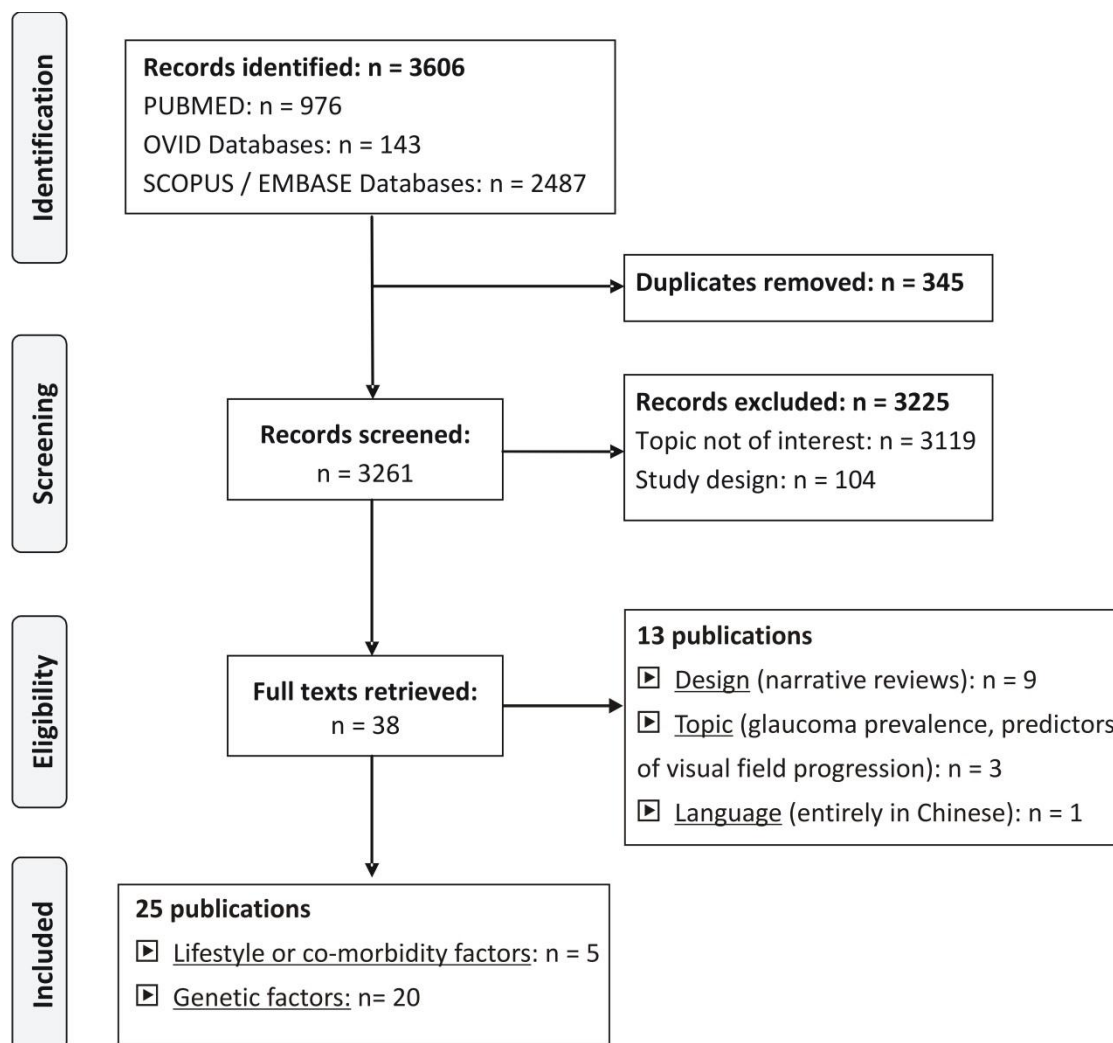 Identification
Records identified: n = 3606
PUBMED: n = 976
OVID Databases: n = 143
SCOPUS / EMBASE Databases: n = 2487
Duplicates removed: n = 345
Screening
Records screened:
n = 3261
Records excluded: n = 3225
Topic not of interest: n = 3119
Study design: n = 104
Eligibility
Full texts retrieved:
n = 38
13 publications
Design (narrative reviews): n = 9
Topic (glaucoma prevalence, predictors
of visual field progression): n = 3
Language (entirely in Chinese): n = 1
Included
25 publications
Lifestyle or co-morbidity factors: n = 5
Genetic factors: n= 20